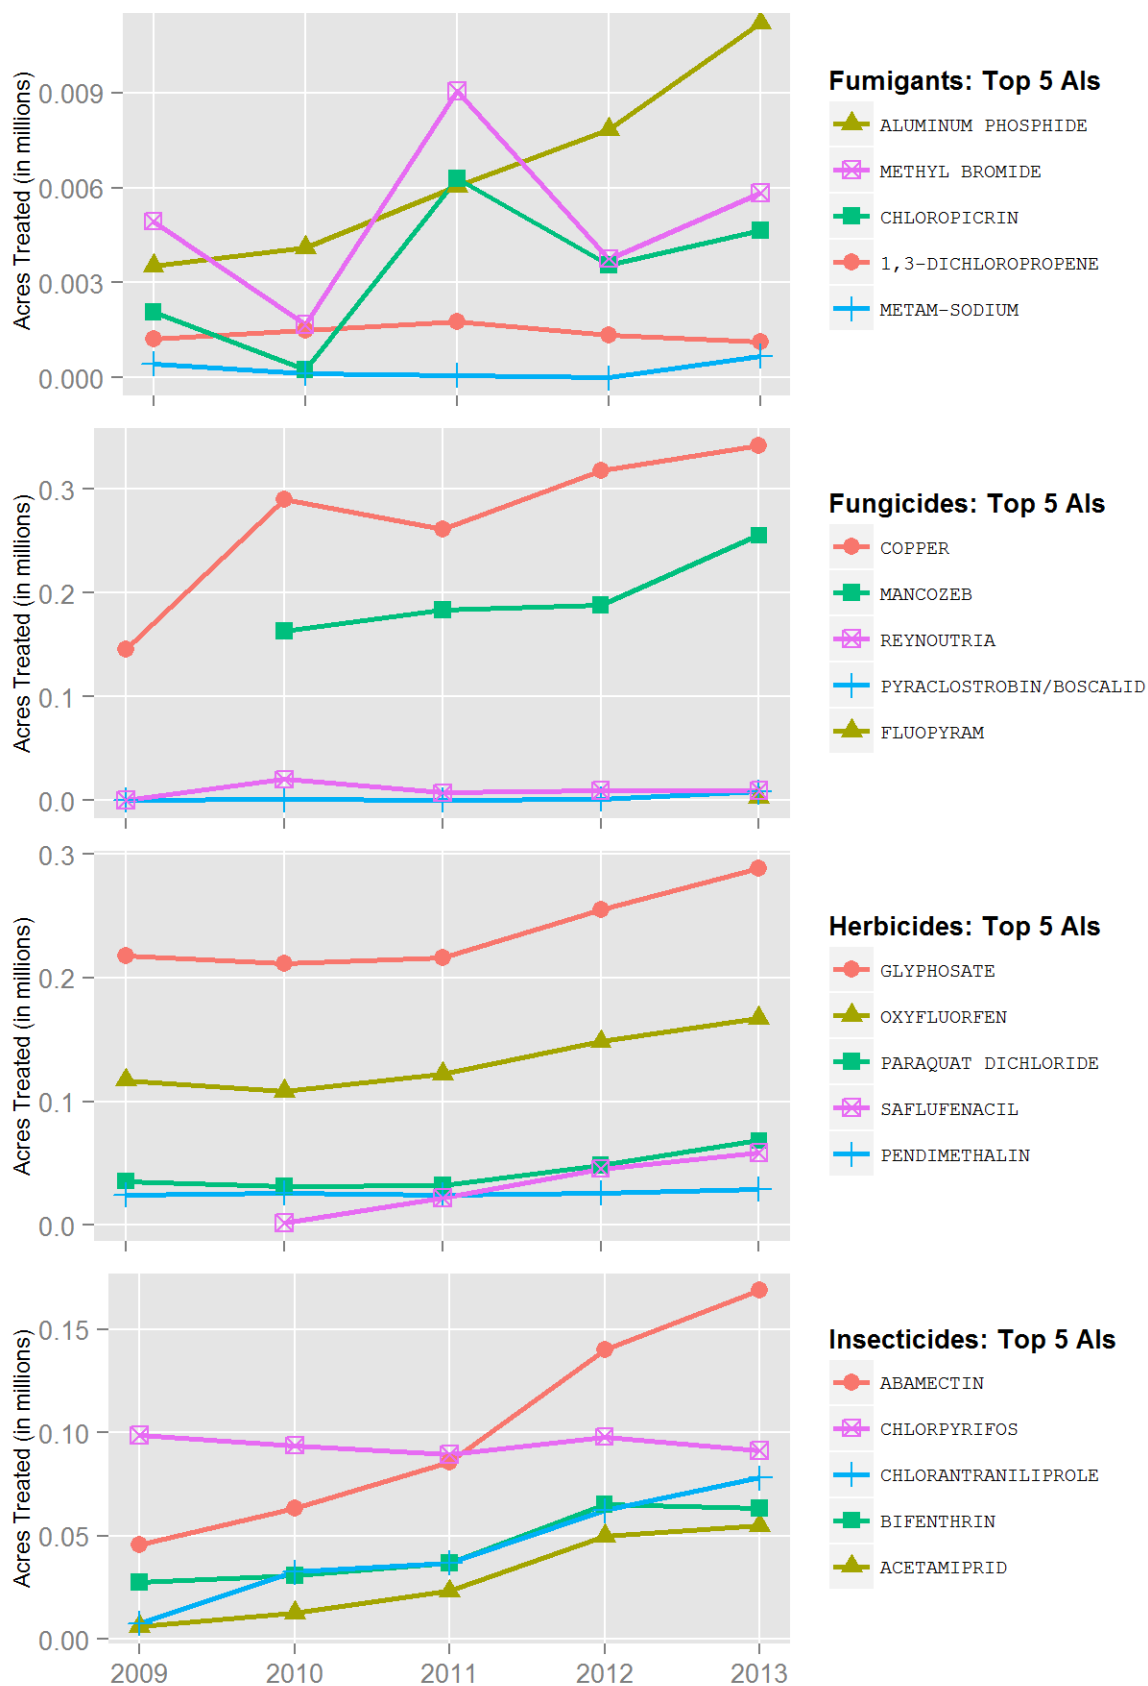 Acres Treated (in millions)
0.009
0.006
0.003
0.000
Fumigants: Top 5 AIs
ALUMINUM PHOSPHIDE
METHYL BROMIDE
CHLOROPICRIN
1,3-DICHLOROPROPENE
METAM-SODIUM
Acres Treated (in millions)
0.3
0.2
0.1
0.0
Fungicides: Top 5 AIs
COPPER
MANCOZEB
REYNOUTRIA
PYRACLOSTROBIN/BOSCALID
FLUOPYRAM
Acres Treated (in millions)
0.3
0.2
0.1
0.0
Herbicides: Top 5 AIs
GLYPHOSATE
OXYFLUORFEN
PARAQUAT DICHLORIDE
SAFLUFENACIL
PENDIMETHALIN
Acres Treated (in millions)
0.15
0.10
0.05
0.00
Insecticides: Top 5 AIs
ABAMECTIN
CHLORPYRIFOS
CHLORANTRANILIPROLE
BIFENTHRIN
ACETAMIPRID
2009 2010 2011 2012 2013